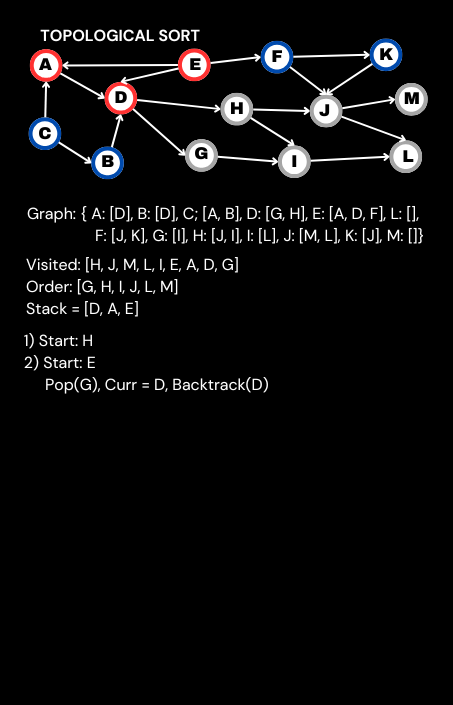 TOPOLOGICAL SORT
A
E
F
K
D
H
J
M
C
B
G
I
L
Graph: { A: [D], B: [D], C; [A, B], D: [G, H], E: [A, D, F], L: [],
F: [J, K], G: [I], H: [J, I], I: [L], J: [M, L], K: [J], M: []}
Visited: [H, J, M, L, I, E, A, D, G]
Order: [G, H, I, J, L, M]
Stack = [D, A, E]
1) Start: H
2) Start: E
Pop(G), Curr = D, Backtrack(D)